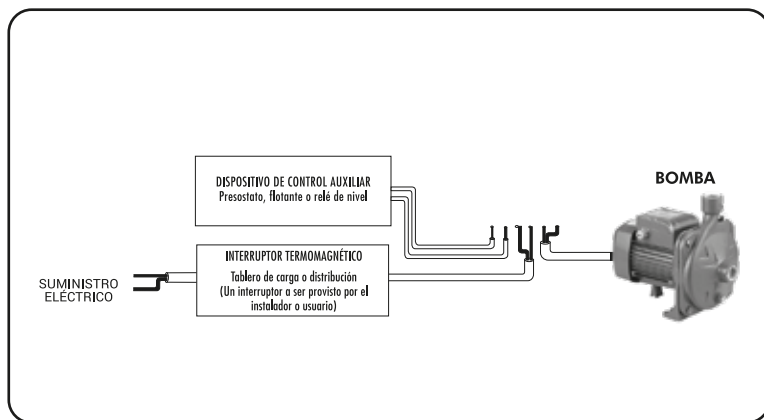 DISPOSITIVO DE CONTROL AUXILIAR
Presostato, flotante o relé de nivel
BOMBA
INTERRUPTOR TERMOMAGNÉTICO
Tablero de carga o distribución
(Un interruptor a ser provisto por el
instalador o usuario)
SUMINISTRO
ELÉCTRICO